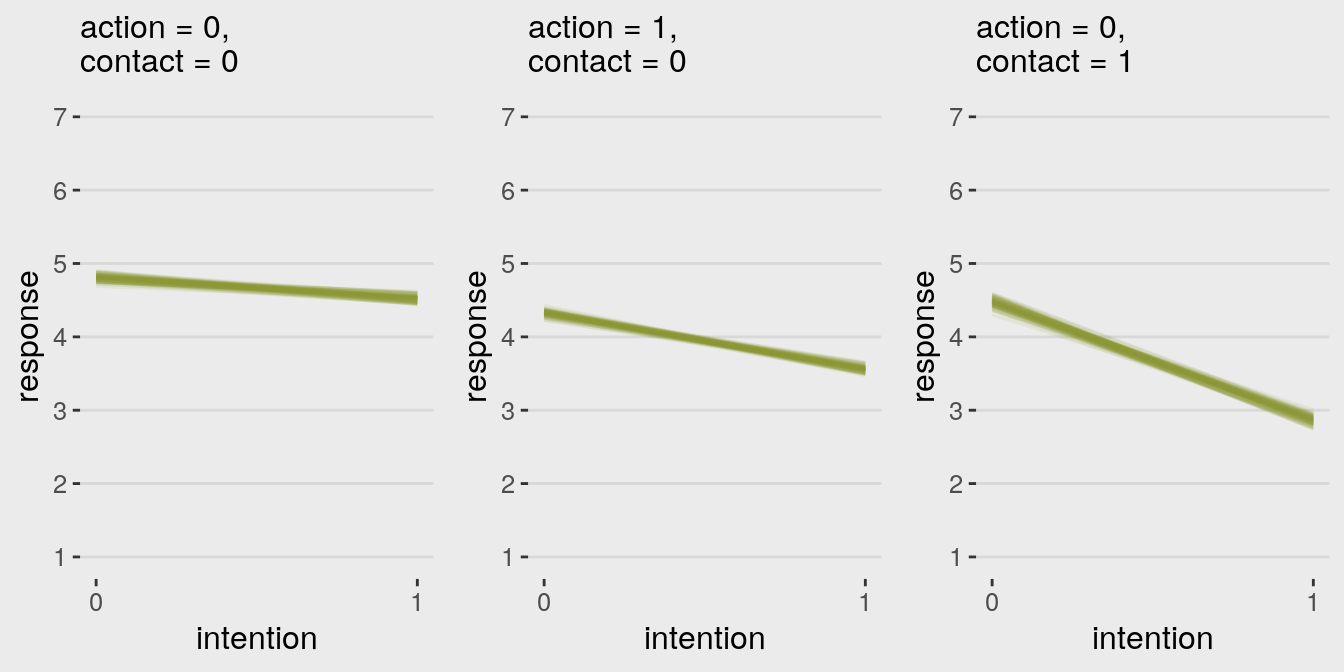 action = 0,
contact = 0
7
6
5
4
3
2
1
response
0
1
intention
action = 1,
contact = 0
7
6
5
4
3
2
1
response
0
1
intention
action = 0,
contact = 1
7
6
5
4
3
2
1
response
0
1
intention